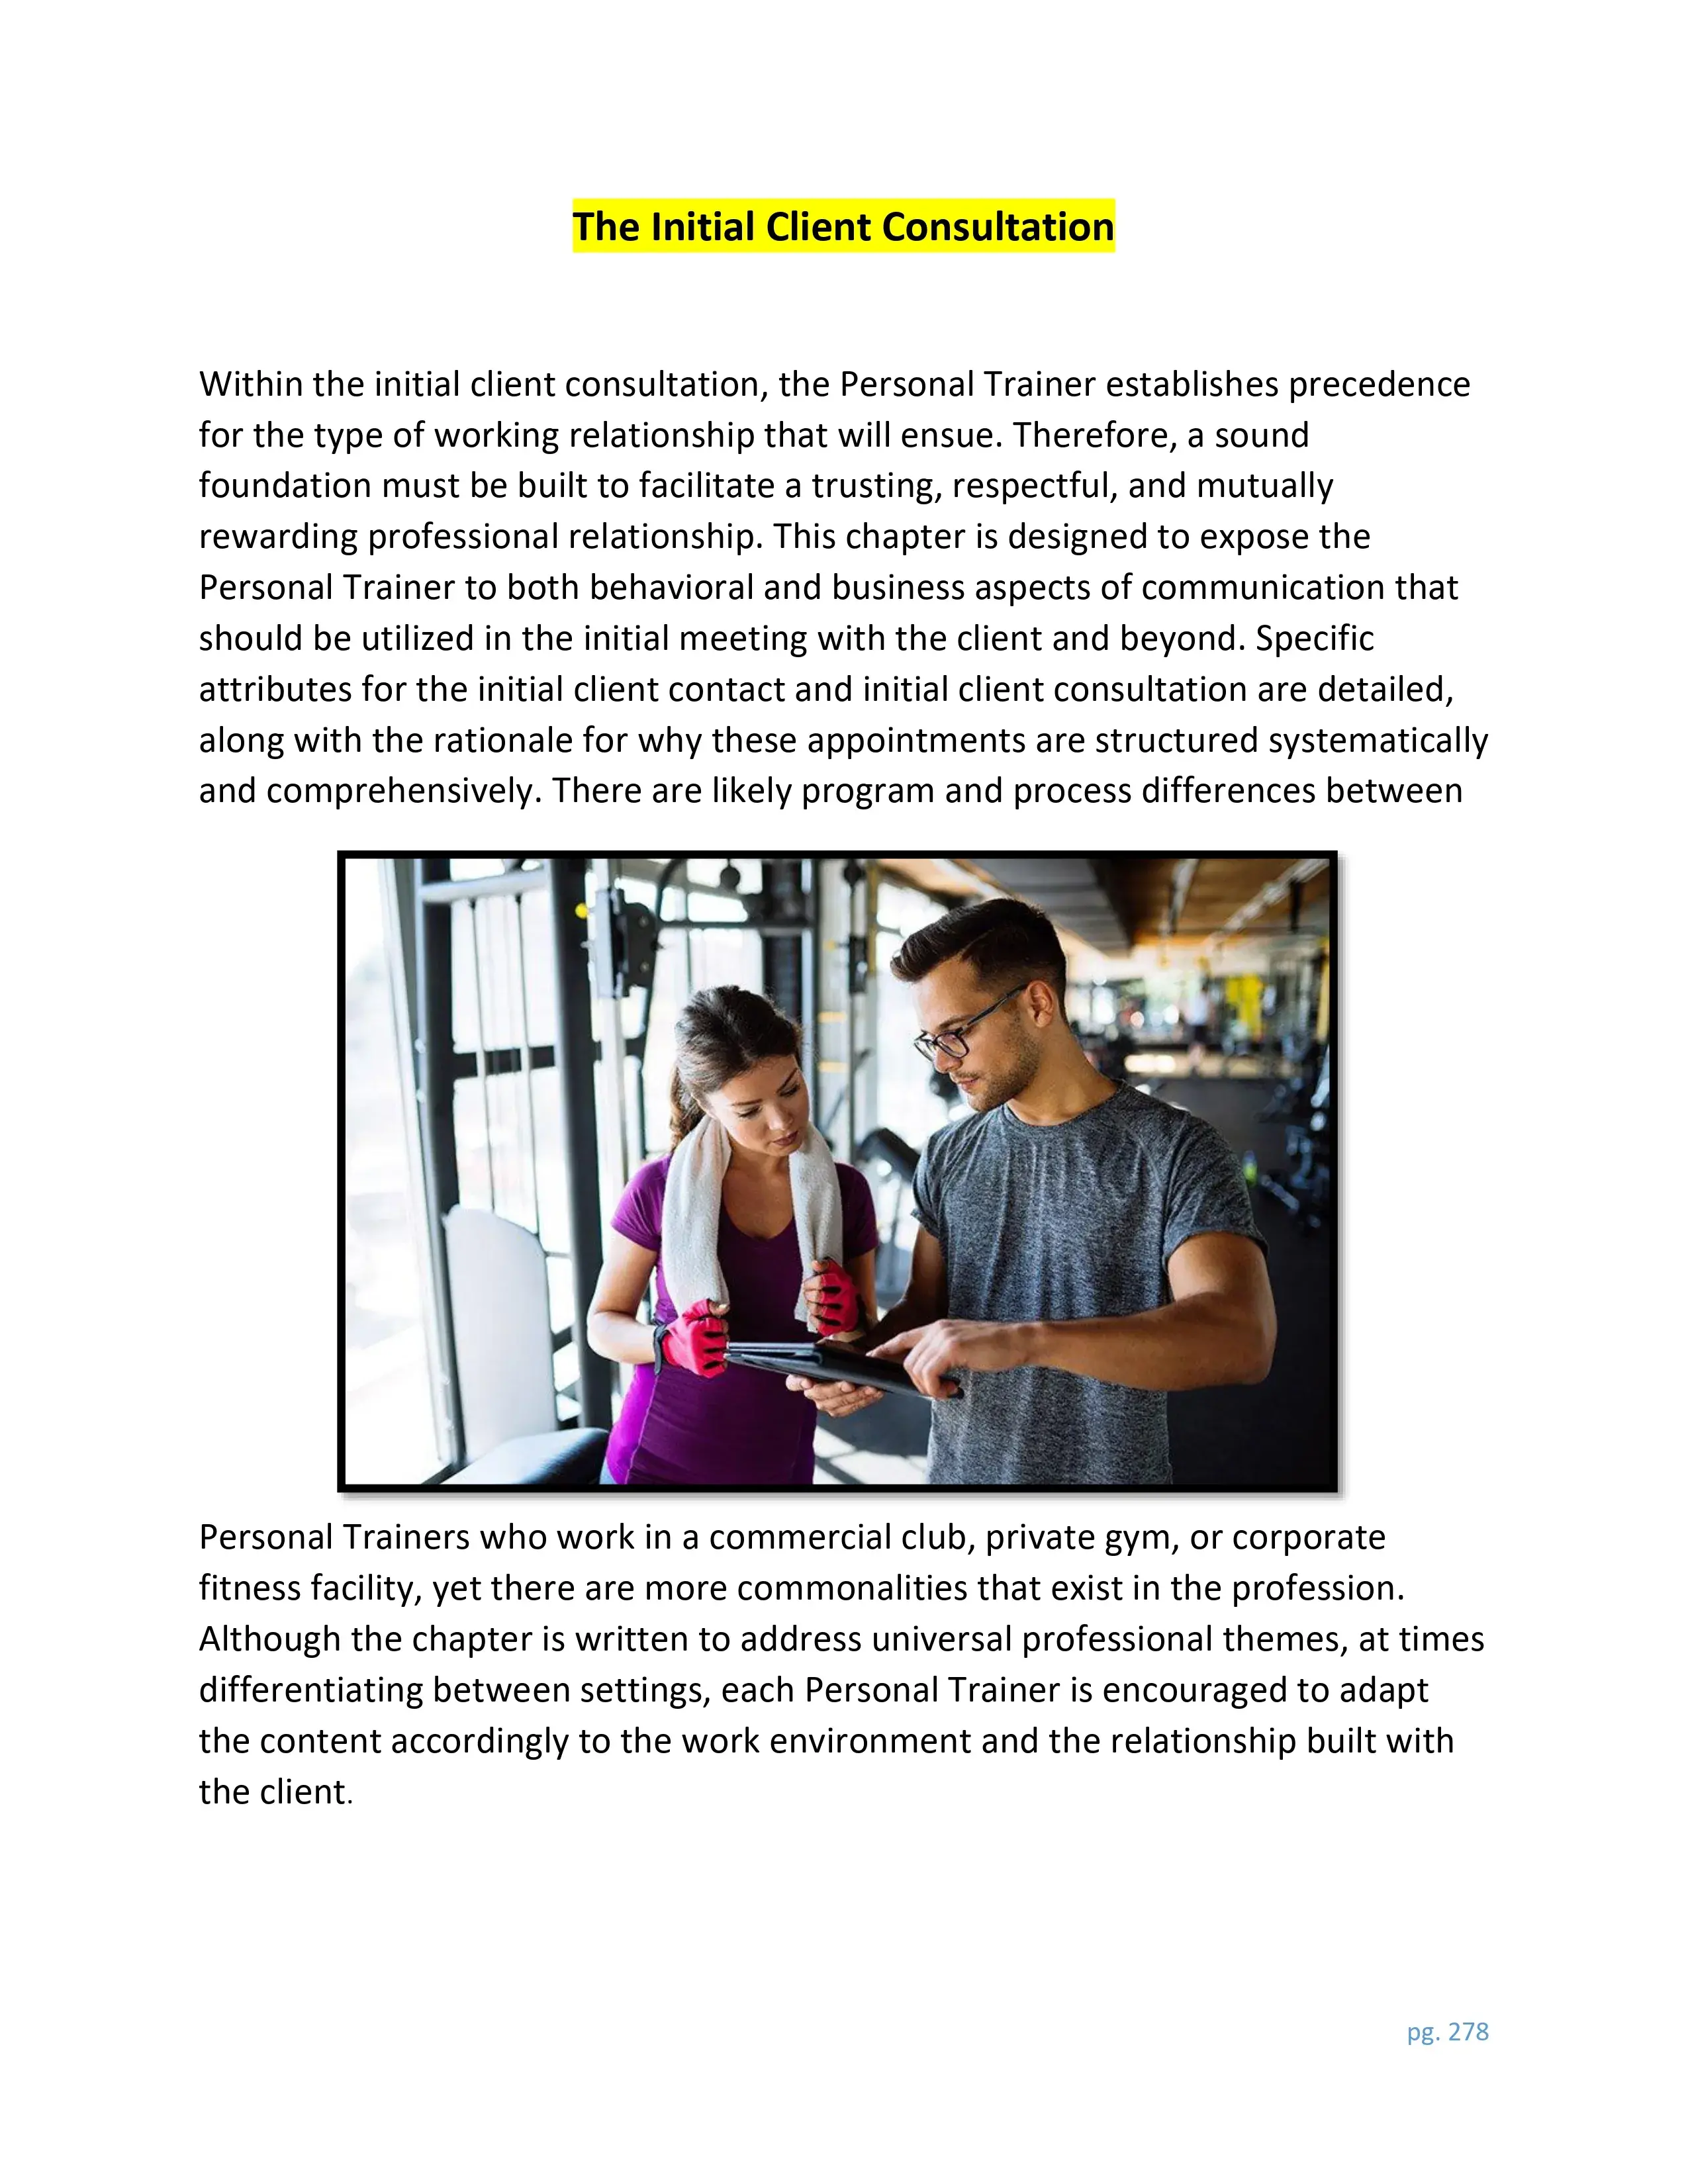 The Initial Client Consultation
Within the initial client consultation, the Personal Trainer establishes precedence
for the type of working relationship that will ensue. Therefore, a sound
foundation must be built to facilitate a trusting, respectful, and mutually
rewarding professional relationship. This chapter is designed to expose the
Personal Trainer to both behavioral and business aspects of communication that
should be utilized in the initial meeting with the client and beyond. Specific
attributes for the initial client contact and initial client consultation are detailed,
along with the rationale for why these appointments are structured systematically
and comprehensively. There are likely program and process differences between
Personal Trainers who work in a commercial club, private gym, or corporate
fitness facility, yet there are more commonalities that exist in the profession.
Although the chapter is written to address universal professional themes, at times
differentiating between settings, each Personal Trainer is encouraged to adapt
the content accordingly to the work environment and the relationship built with
the client.
pg. 278